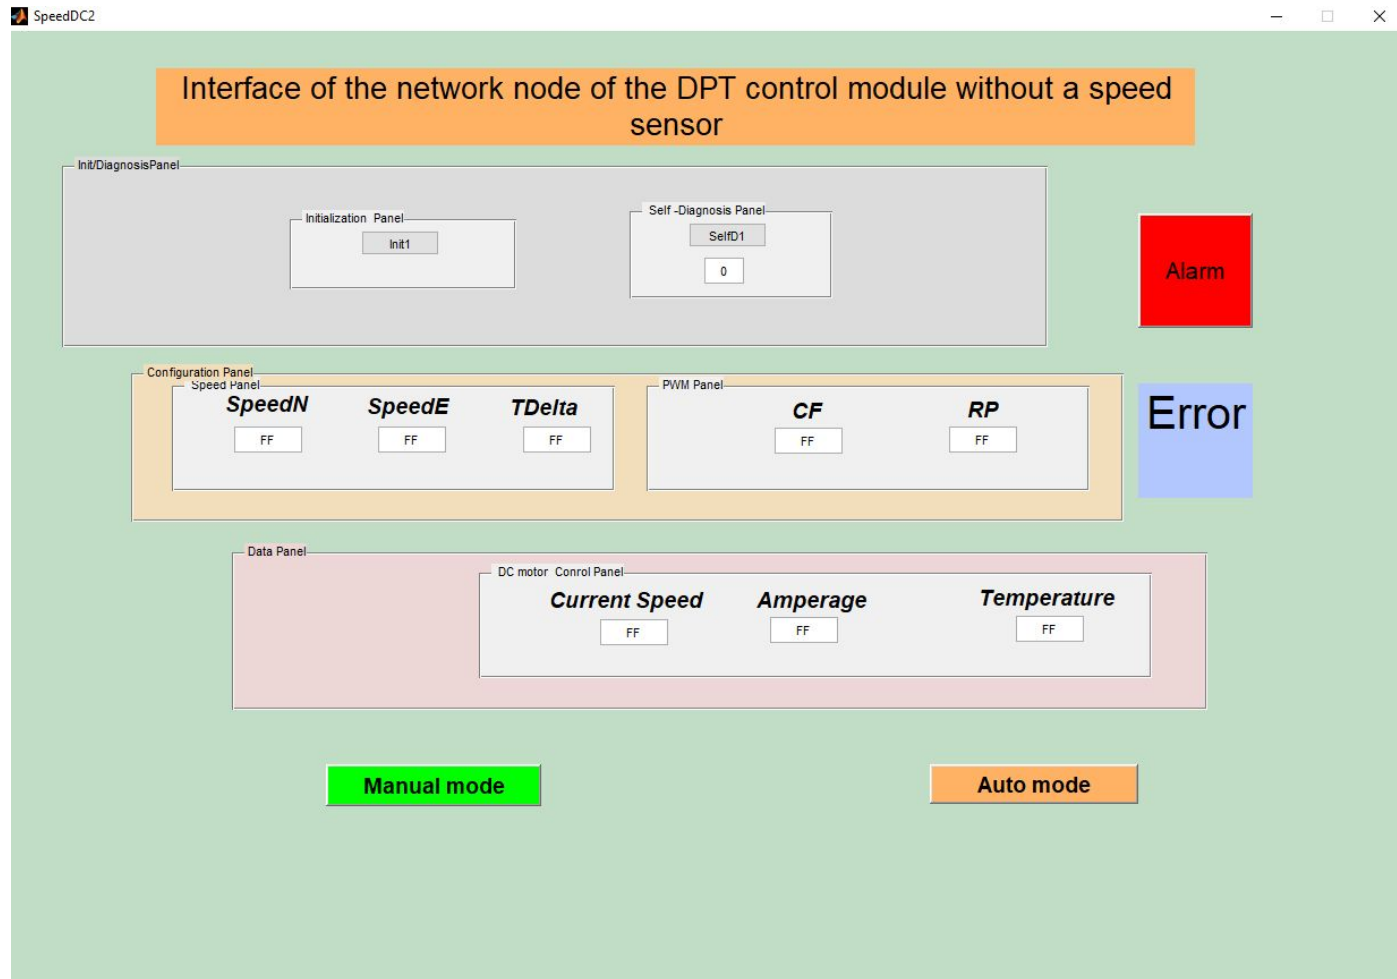 SpeedDC2
Interface of the network node of the DPT control module without a speed
sensor
Init/DiagnosisPanel
Initialization Panel
Init1
Self -Diagnosis Panel
SelfD1
0
Alarm
Configuration Panel
Speed Panel
SpeedN SpeedE TDelta
FF FF FF
PWM Panel
CF RP
FF FF
Error
Data Panel
DC motor Conrol Panel
Current Speed Amperage Temperature
FF FF FF
Manual mode
Auto mode